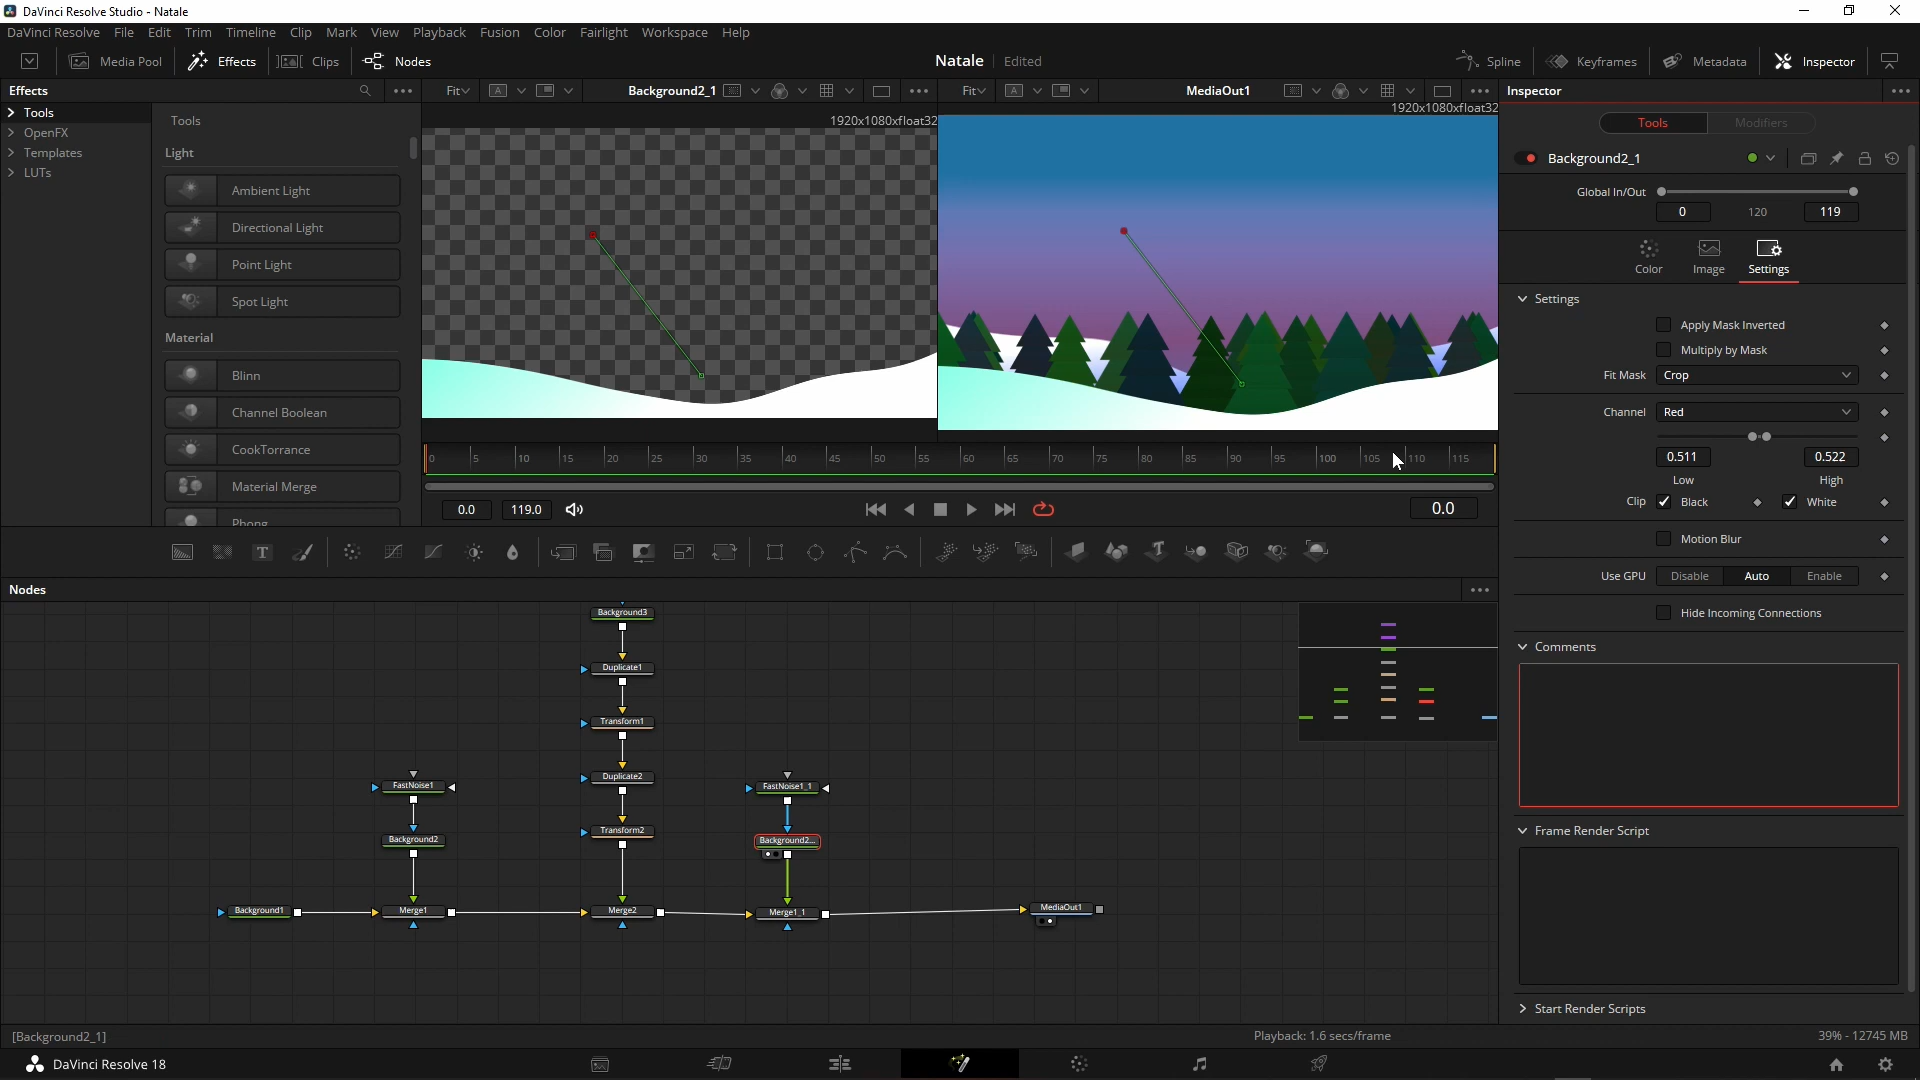 DaVinci Resolve Studio - Natale
DaVinci Resolve File Edit Trim Timeline Clip Mark View Playback Fusion Color Fairlight Workspace Help
Media Pool Effects Clips Nodes Natale Edited Spline Keyframes Metadata Inspector
Effects Fit A Background2_1 Fit A MediaOut1 Inspector
Tools
OpenFX
Templates
LUTs
Tools
Light
Ambient Light
Directional Light
Point Light
Spot Light
Material
Blinn
Channel Boolean
CookTorrance
Material Merge
Phong
1920x1080xfloat32
1920x1080xfloat32
0 5 10 15 20 25 30 35 40 45 50 55 60 65 70 75 80 85 90 95 100 105 110 115
0.0 119.0 0.0
T
Nodes
Background3
Duplicate1
Transform1
Duplicate2
Transform2
FastNoise1
FastNoise1_1
Background2
Background2...
Background1 Merge1 Merge2 Merge1_1 MediaOut1
Tools Modifiers
Background2_1
Global In/Out
0 120 119
Color Image Settings
Settings
Apply Mask Inverted
Multiply by Mask
Fit Mask Crop
Channel Red
0.511 0.522
Low High
Clip Black White
Motion Blur
Use GPU Disable Auto Enable
Hide Incoming Connections
Comments
Frame Render Script
Start Render Scripts
[Background2_1] Playback: 1.6 secs/frame 39% - 12745 MB
DaVinci Resolve 18